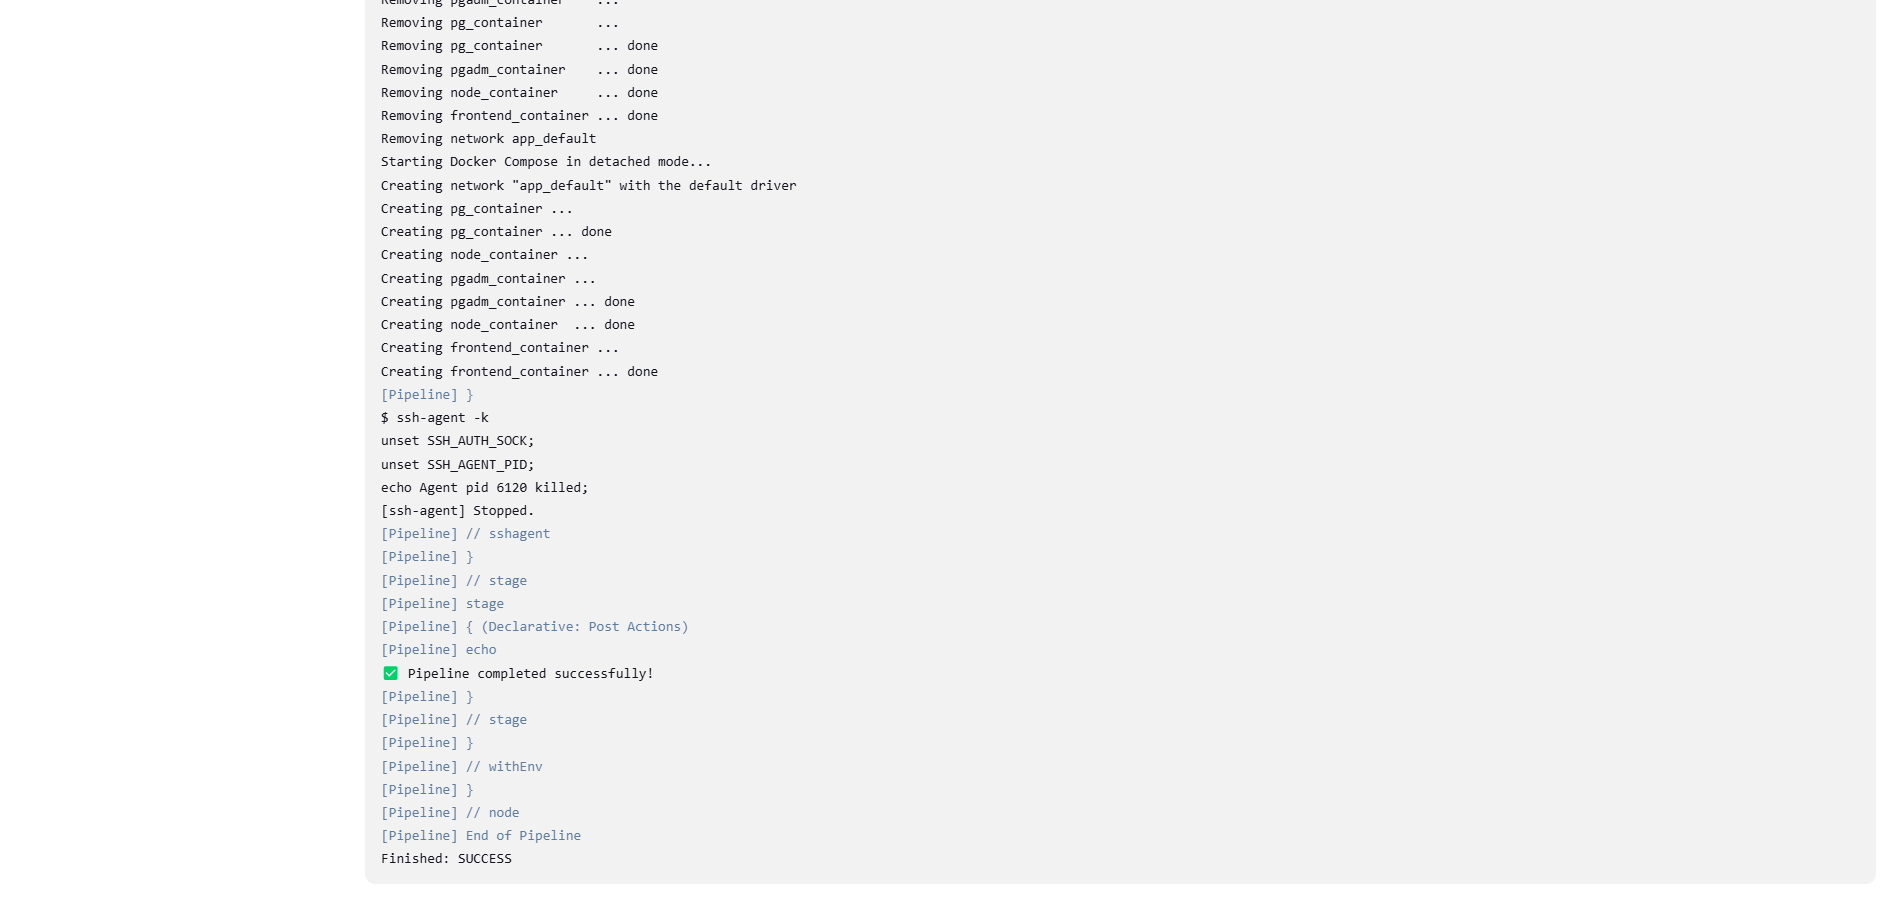 Removing pgadm_container    ...
Removing pg_container       ...
Removing pg_container       ... done
Removing pgadm_container    ... done
Removing node_container     ... done
Removing frontend_container ... done
Removing network app_default
Starting Docker Compose in detached mode...
Creating network "app_default" with the default driver
Creating pg_container ...
Creating pg_container ... done
Creating node_container ...
Creating pgadm_container ...
Creating pgadm_container ... done
Creating node_container  ... done
Creating frontend_container ...
Creating frontend_container ... done
[Pipeline] }
$ ssh-agent -k
unset SSH_AUTH_SOCK;
unset SSH_AGENT_PID;
echo Agent pid 6120 killed;
[ssh-agent] Stopped.
[Pipeline] // sshagent
[Pipeline] }
[Pipeline] // stage
[Pipeline] stage
[Pipeline] { (Declarative: Post Actions)
[Pipeline] echo
✅ Pipeline completed successfully!
[Pipeline] }
[Pipeline] // stage
[Pipeline] }
[Pipeline] // withEnv
[Pipeline] }
[Pipeline] // node
[Pipeline] End of Pipeline
Finished: SUCCESS